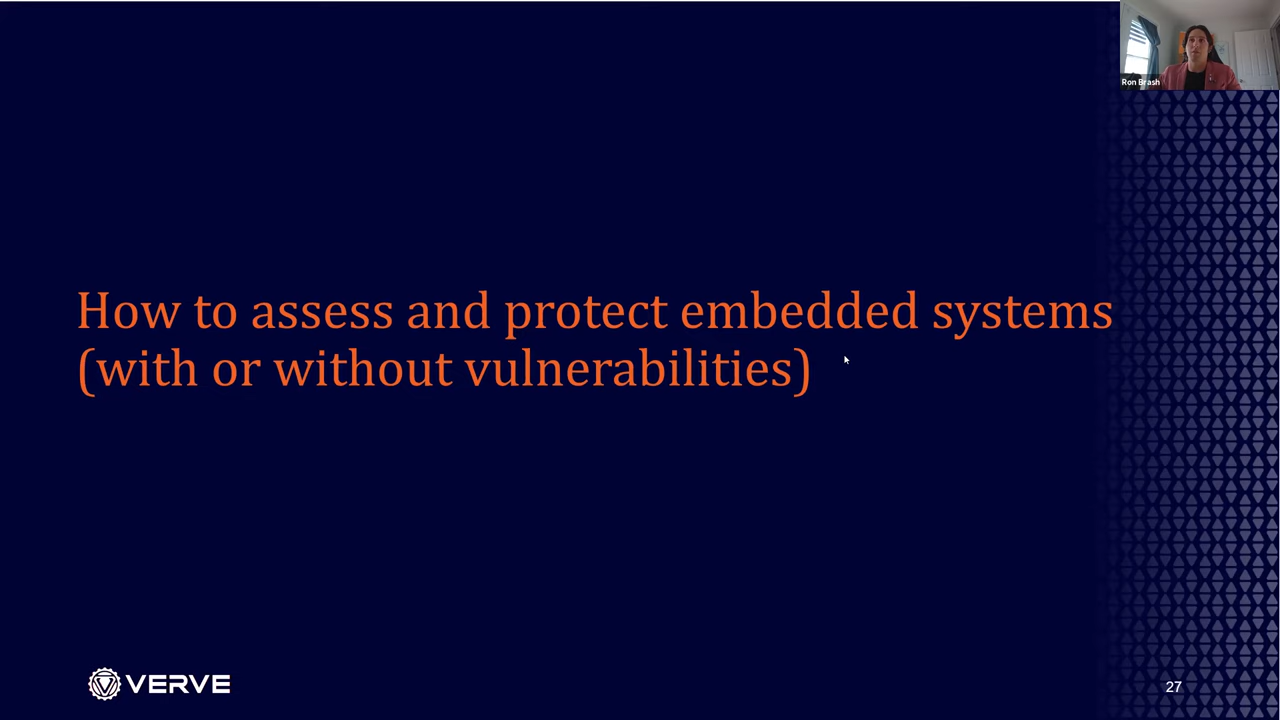 Ron Brash
How to assess and protect embedded systems
(with or without vulnerabilities)
VERVE
27